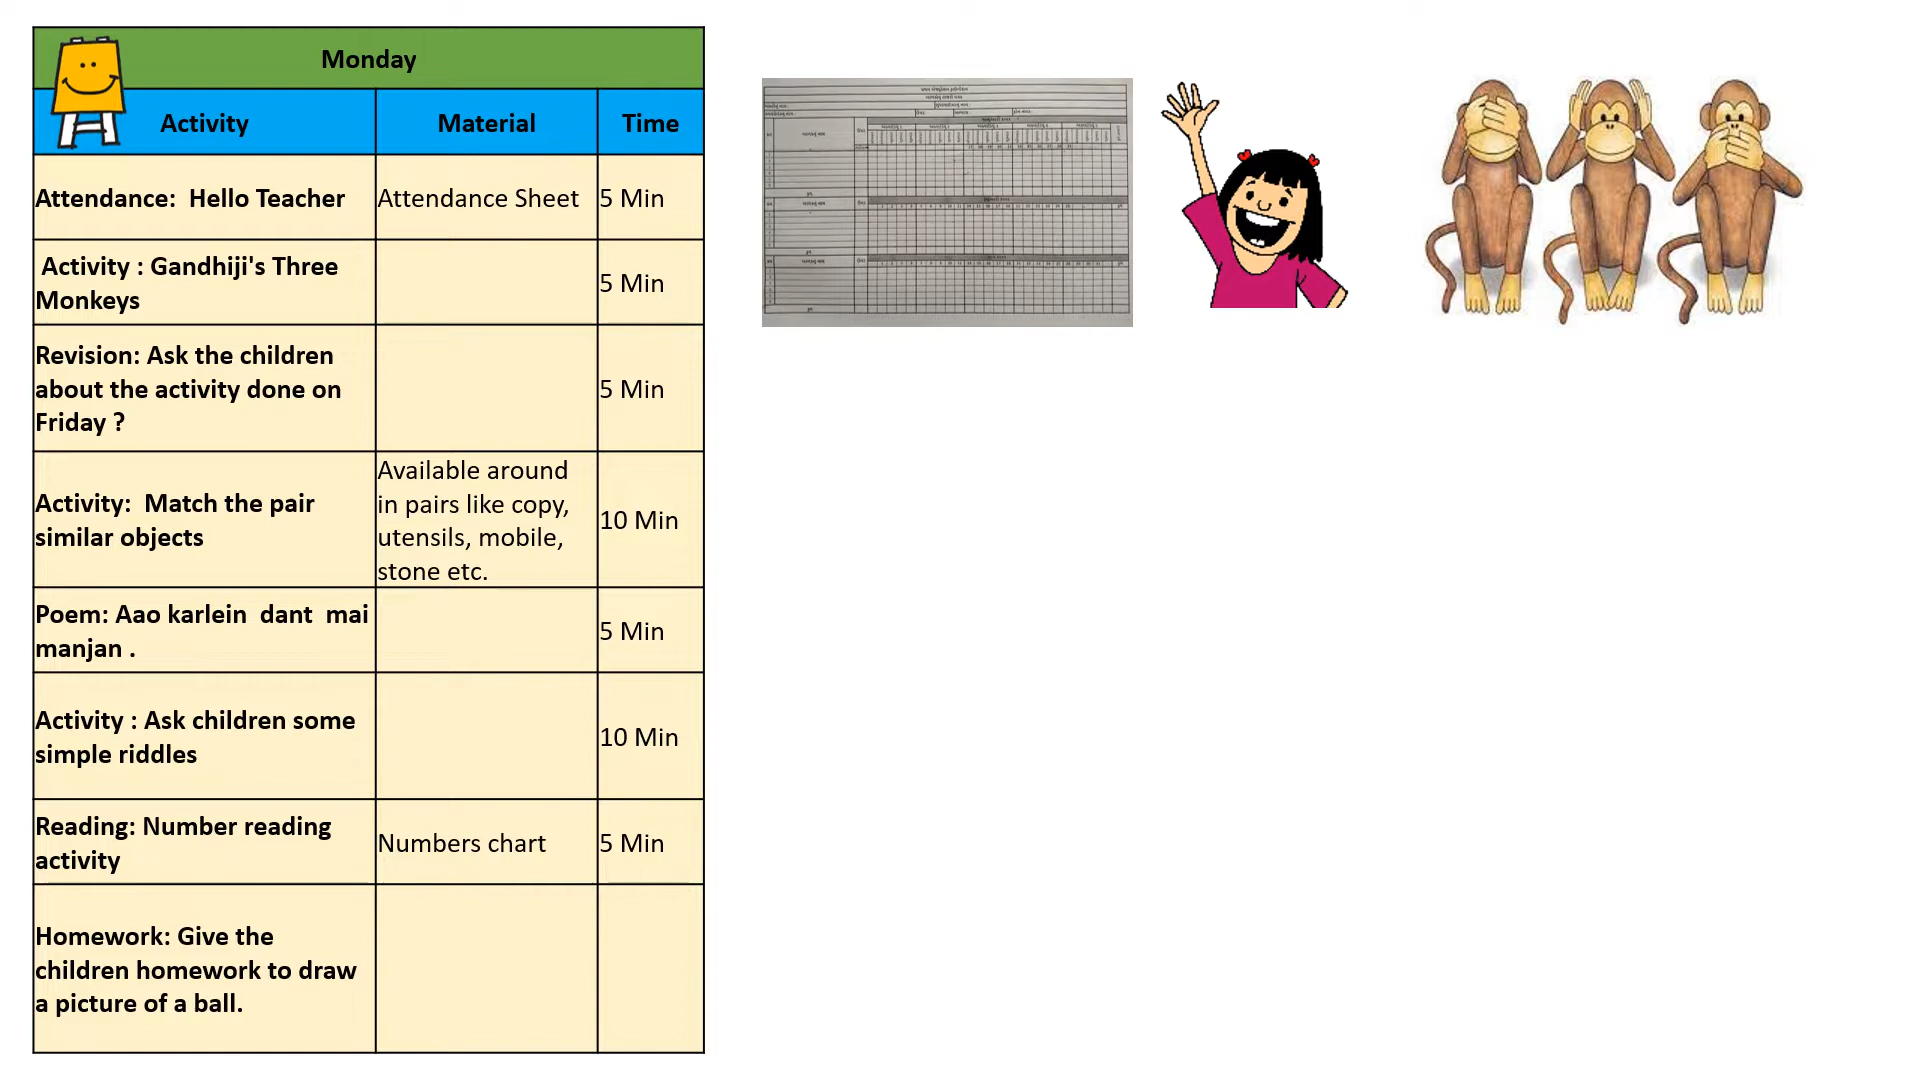 Monday
Activity Material Time
Attendance:  Hello Teacher Attendance Sheet 5 Min
Activity : Gandhiji's Three
Monkeys
5 Min
Revision: Ask the children
about the activity done on
Friday ?
5 Min
Activity:  Match the pair
similar objects
Available around
in pairs like copy,
utensils, mobile,
stone etc.
10 Min
Poem: Aao karlein  dant  mai
manjan .
5 Min
Activity : Ask children some
simple riddles
10 Min
Reading: Number reading
activity
Numbers chart
5 Min
Homework: Give the
children homework to draw
a picture of a ball.